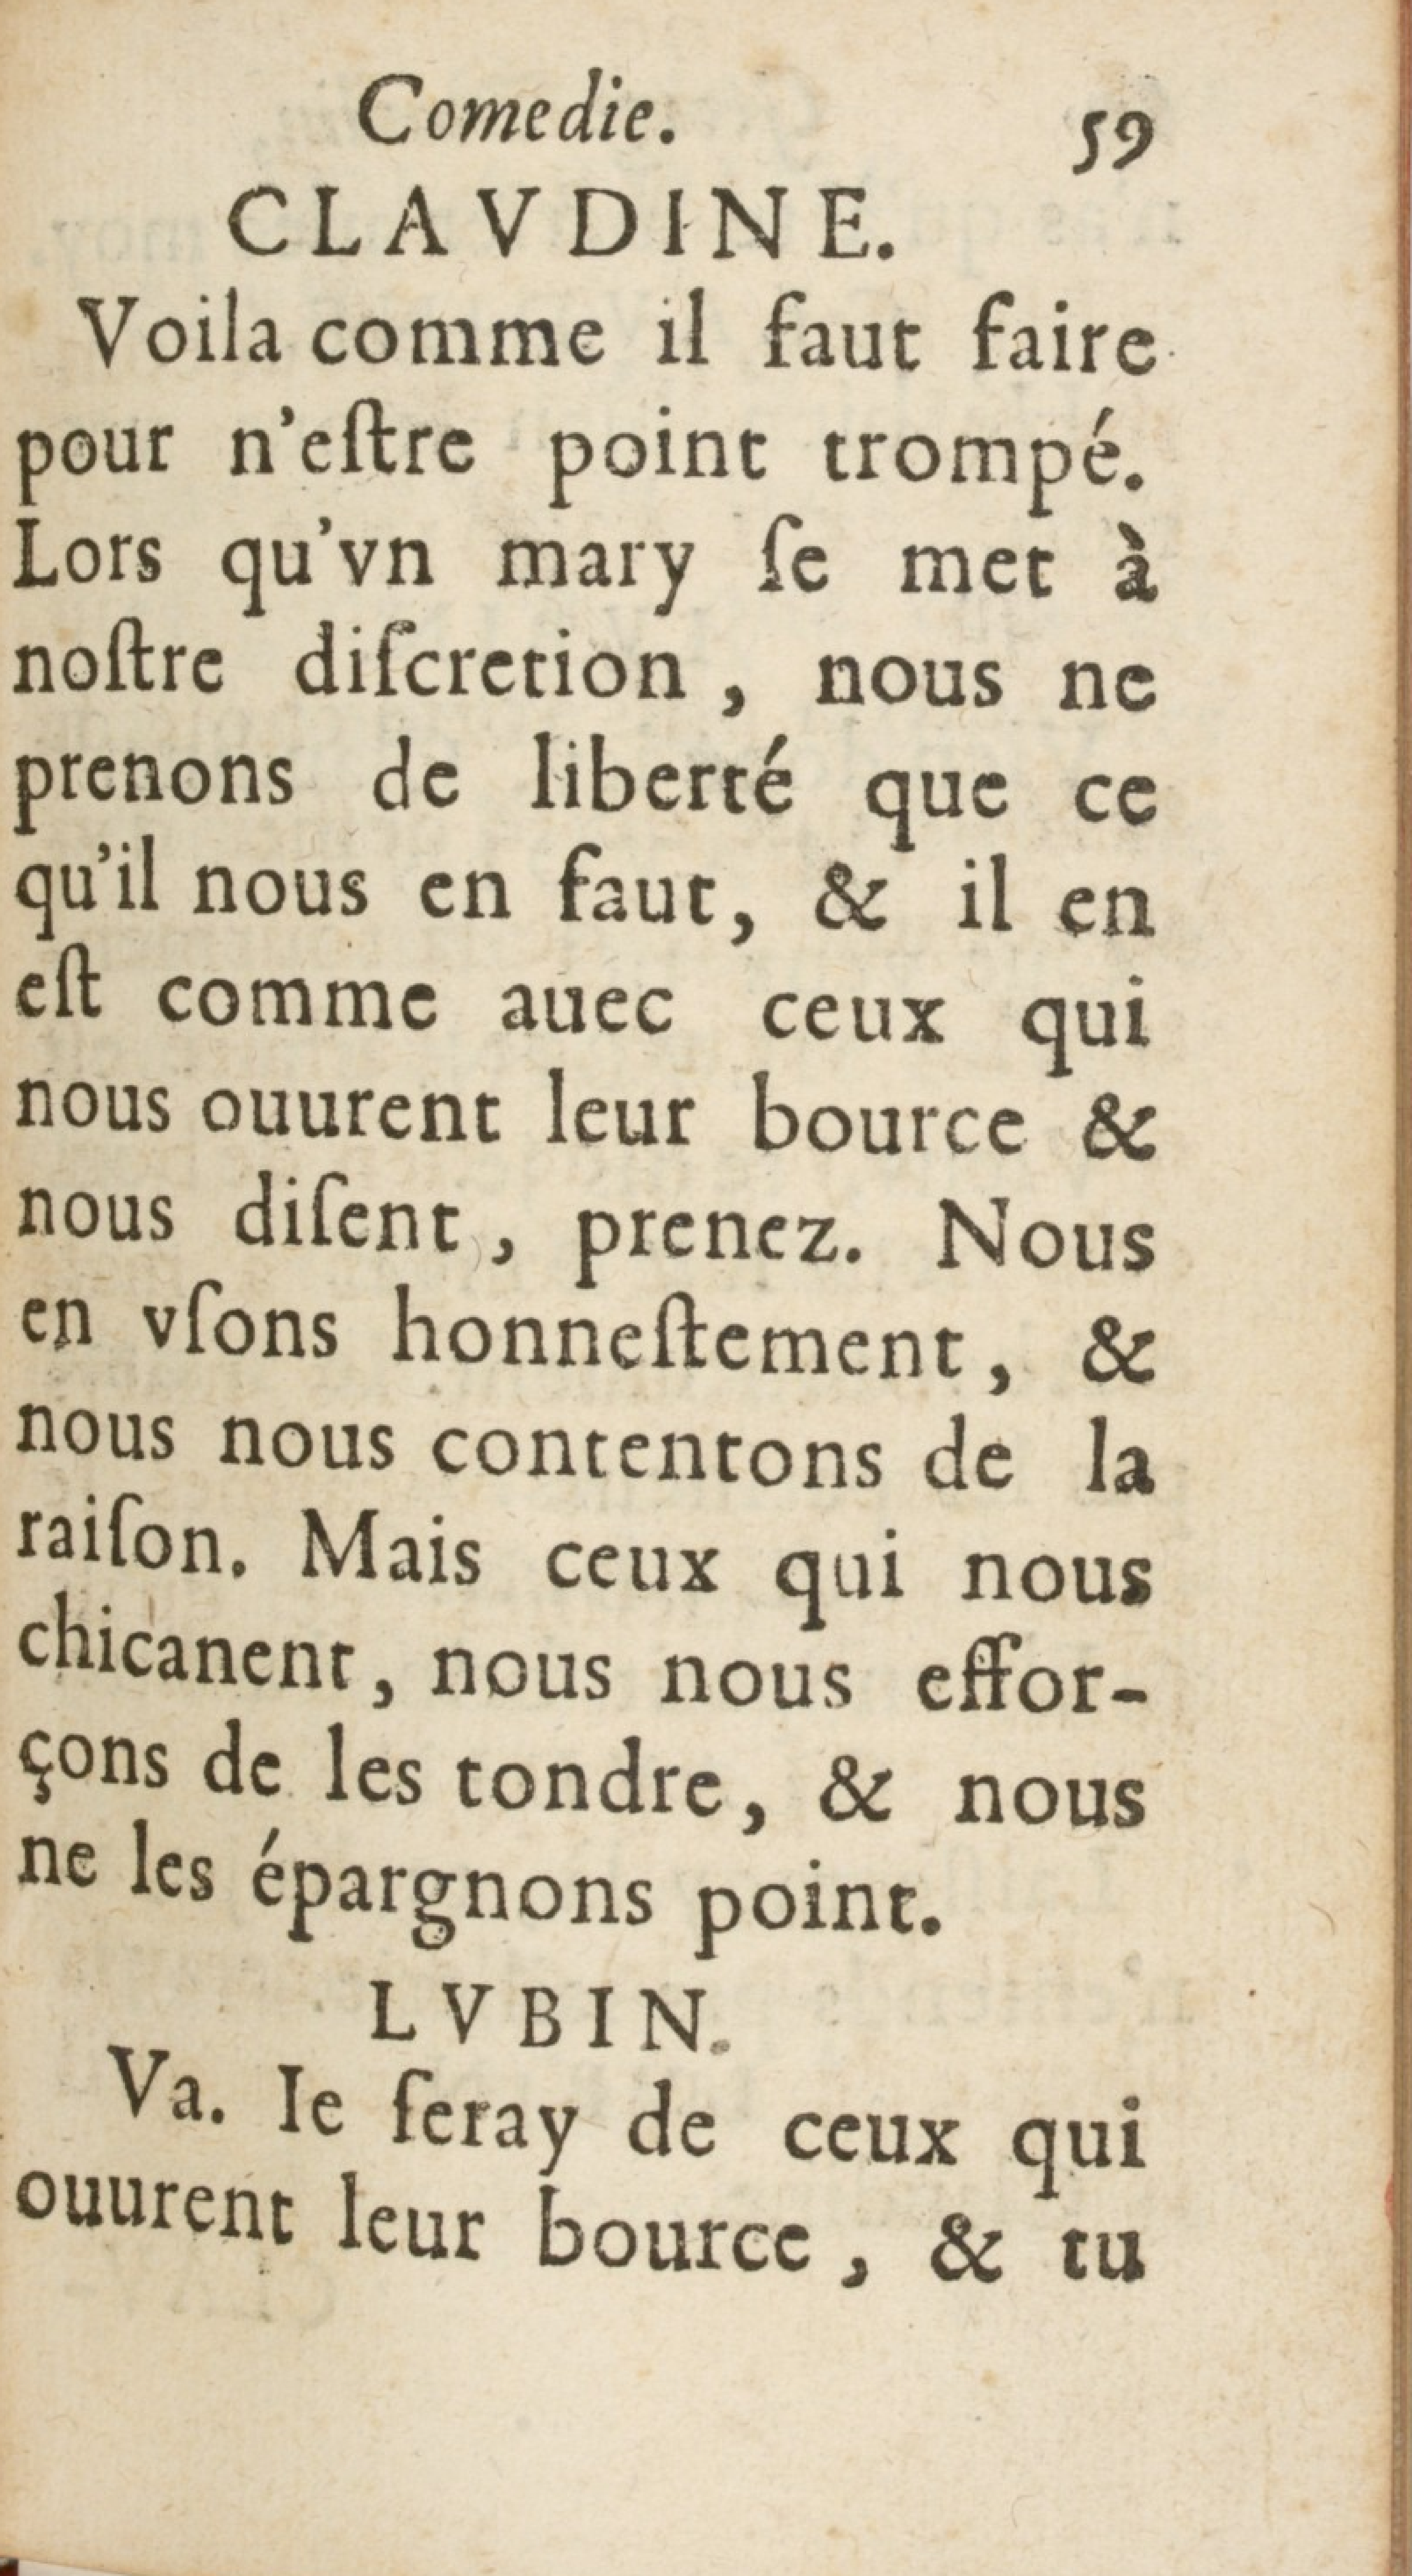 Comedie. 59
CLAVDINE.
Voila comme il faut faire
pour n'eſtre point trompé.
Lors qu'vn mary ſe met à
noſtre diſcretion, nous ne
prenons de liberté que ce
qu'il nous en faut, & il en
eſt comme auec ceux qui
nous ouurent leur bource &
nous diſent, prenez. Nous
en vſons honneſtement, &
nous nous contentons de la
raiſon. Mais ceux qui nous
chicanent, nous nous effor-
çons de les tondre, & nous
ne les épargnons point.
LVBIN.
Va. Ie ſeray de ceux qui
ouurent leur bource, & tu